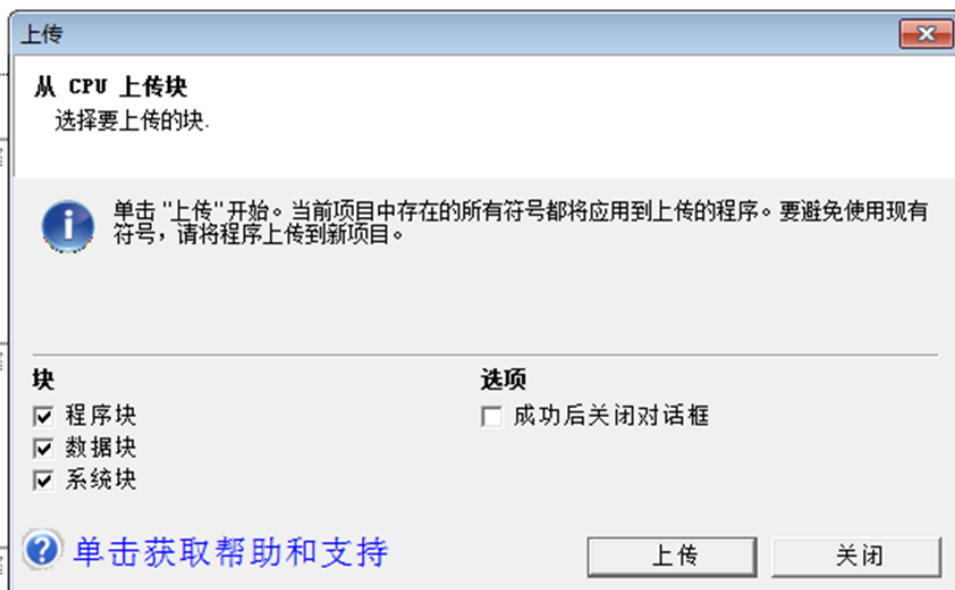 上传
从 CPU 上传块
选择要上传的块.
单击 "上传"开始。当前项目中存在的所有符号都将应用到上传的程序。要避免使用现有
符号，请将程序上传到新项目。
块
选项
程序块
成功后关闭对话框
数据块
系统块
单击获取帮助和支持
上传
关闭